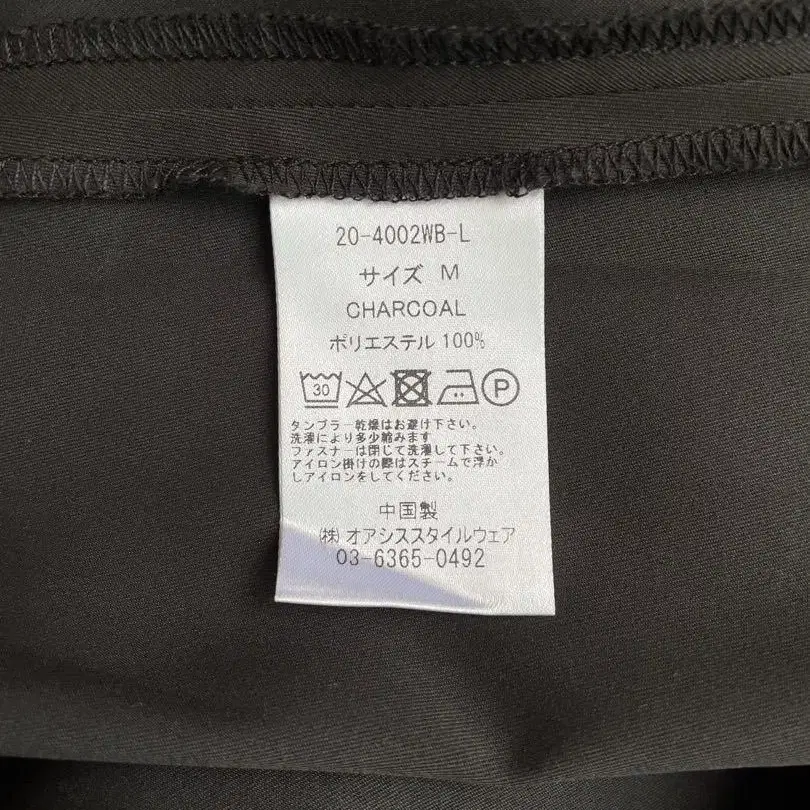 20-4002WB-L
サイズ M
CHARCOAL
ポリエステル 100%
30 P
タンブラー乾燥はお避け下さい。
洗濯により多少縮みます
ファスナーは閉じて洗濯して下さい。
アイロン掛けの際はスチームで浮か
しアイロンをしてください。
中国製
㈱オアシススタイルウェア
03-6365-0492